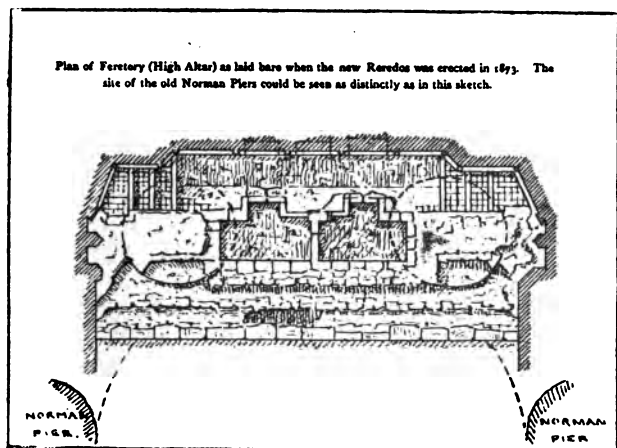 Plan of Feretory (High Altar) as laid bare when the new Reredos was erected in 1873. The
site of the old Norman Piers could be seen as distinctly as in this sketch.
NORMAN
PIER.
NORMAN
PIER